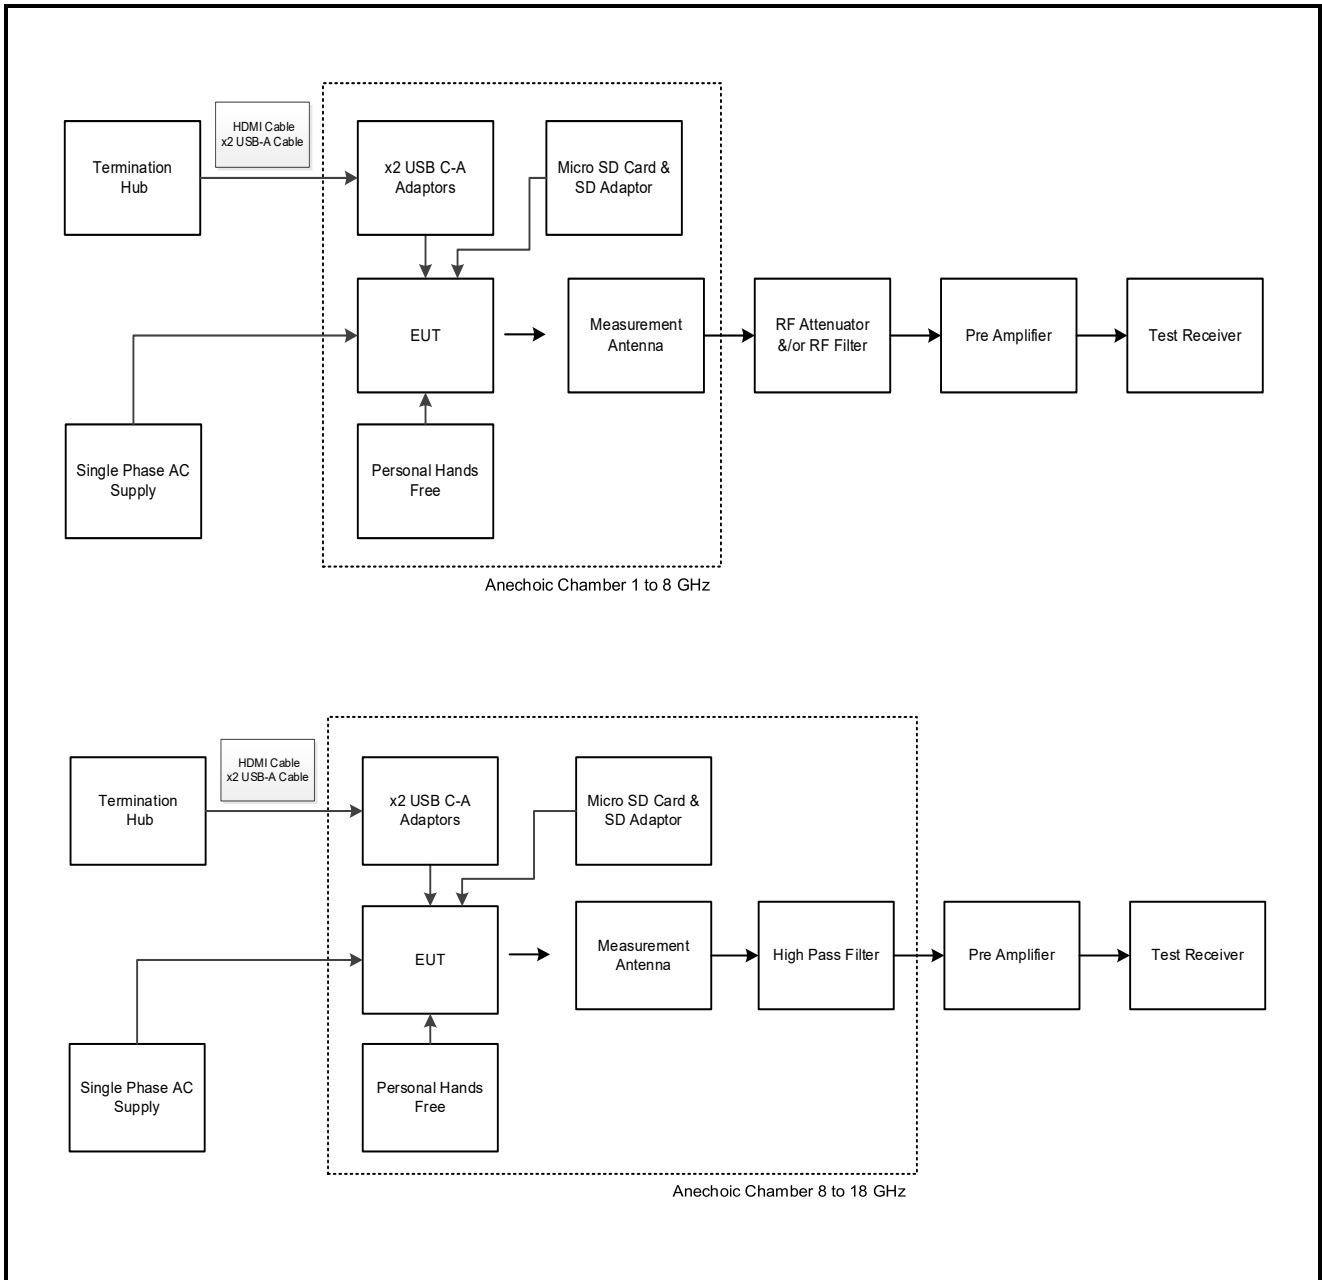 HDMI Cable
x2 USB-A Cable
Termination
Hub
x2 USB C-A
Adaptors
Micro SD Card &
SD Adaptor
EUT
Measurement
Antenna
RF Attenuator
&/or RF Filter
Pre Amplifier
Test Receiver
Single Phase AC
Supply
Personal Hands
Free
Anechoic Chamber 1 to 8 GHz
HDMI Cable
x2 USB-A Cable
Termination
Hub
x2 USB C-A
Adaptors
Micro SD Card &
SD Adaptor
EUT
Measurement
Antenna
High Pass Filter
Pre Amplifier
Test Receiver
Single Phase AC
Supply
Personal Hands
Free
Anechoic Chamber 8 to 18 GHz